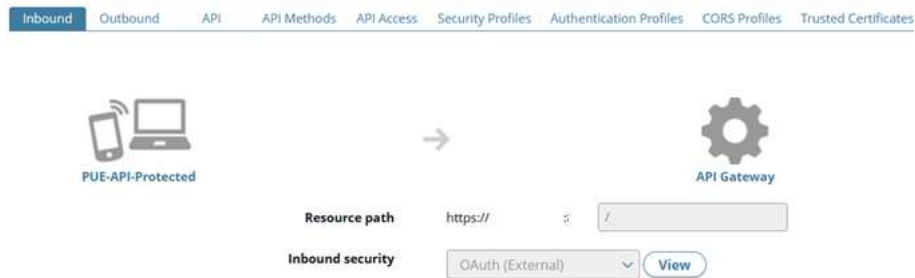 Inbound Outbound API API Methods API Access Security Profiles Authentication Profiles CORS Profiles Trusted Certificates
PUE-API-Protected API Gateway
Resource path https:// : /
Inbound security OAuth (External) View